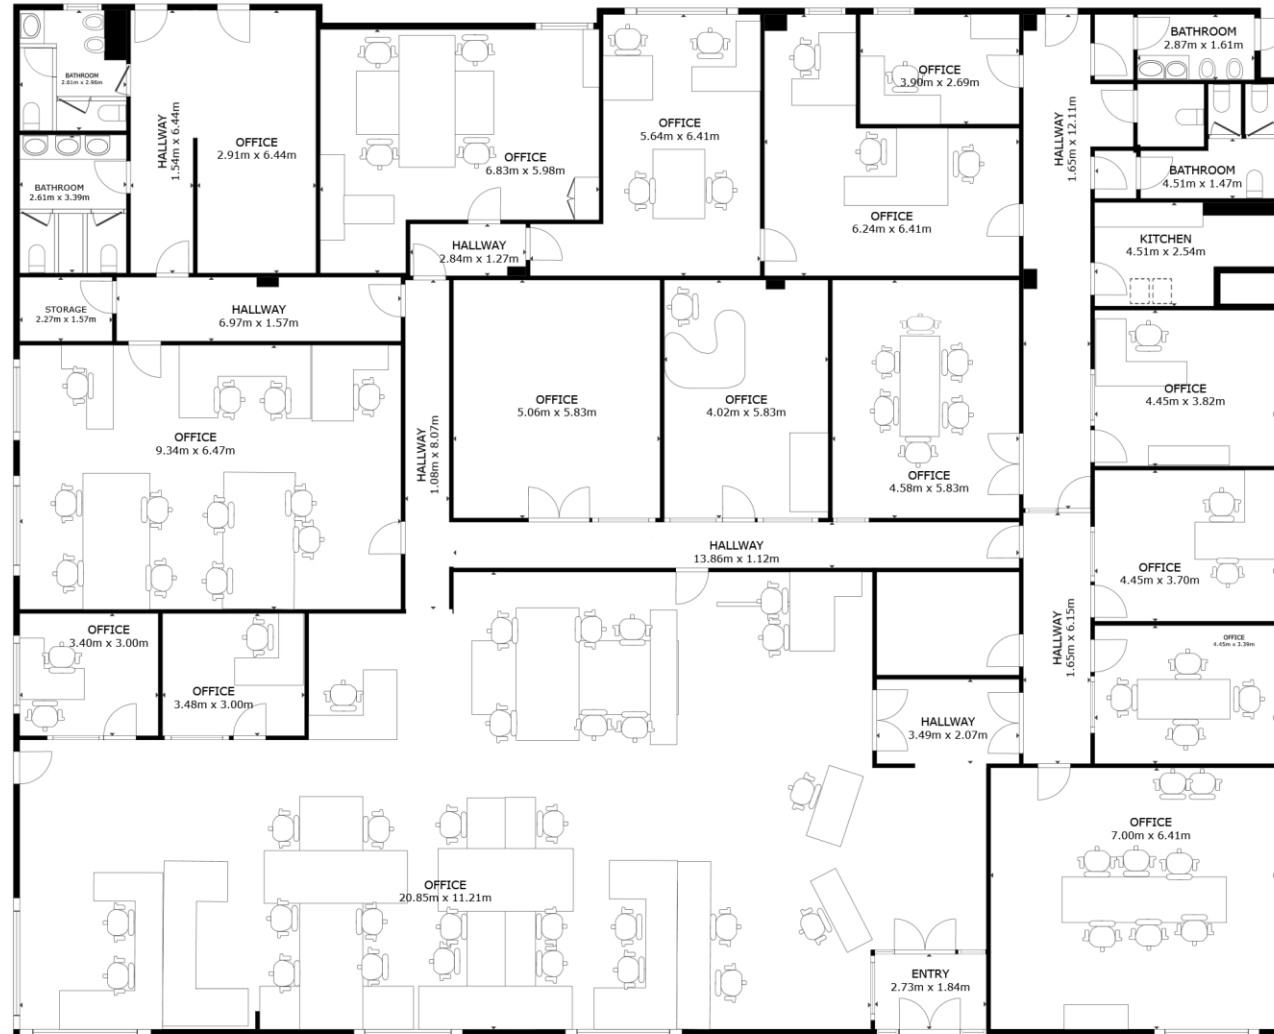 BATHROOM
2.61m x 2.96m
HALLWAY
1.54m x 6.44m
OFFICE
2.91m x 6.44m
OFFICE
6.83m x 5.98m
OFFICE
5.64m x 6.41m
OFFICE
3.90m x 2.69m
HALLWAY
1.65m x 12.11m
BATHROOM
2.87m x 1.61m
BATHROOM
2.61m x 3.39m
OFFICE
6.24m x 6.41m
BATHROOM
4.51m x 1.47m
HALLWAY
2.84m x 1.27m
KITCHEN
4.51m x 2.54m
STORAGE
2.27m x 1.57m
HALLWAY
6.97m x 1.57m
OFFICE
9.34m x 6.47m
HALLWAY
1.08m x 8.07m
OFFICE
5.06m x 5.83m
OFFICE
4.02m x 5.83m
OFFICE
4.58m x 5.83m
OFFICE
4.45m x 3.82m
HALLWAY
13.86m x 1.12m
OFFICE
4.45m x 3.70m
OFFICE
3.40m x 3.00m
OFFICE
3.48m x 3.00m
HALLWAY
1.65m x 6.15m
OFFICE
4.45m x 3.39m
HALLWAY
3.49m x 2.07m
OFFICE
7.00m x 6.41m
OFFICE
20.85m x 11.21m
ENTRY
2.73m x 1.84m